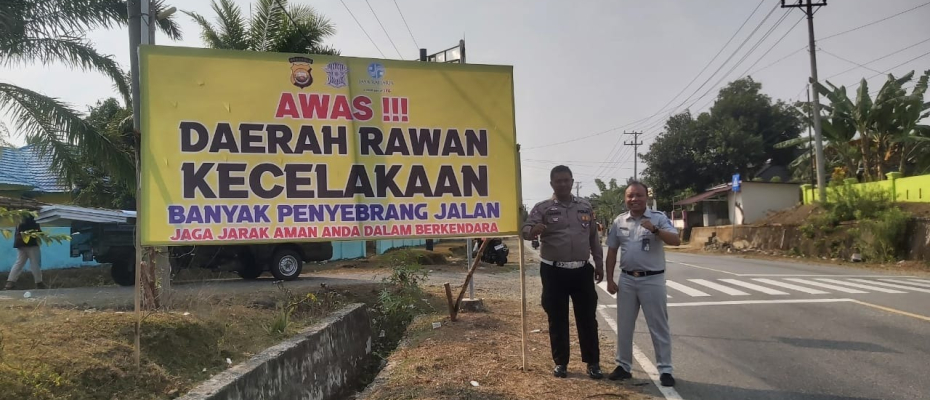 AWAS !!!
DAERAH RAWAN
KECELAKAAN
BANYAK PENYEBRANG JALAN
JAGA JARAK AMAN ANDA DALAM BERKENDARA